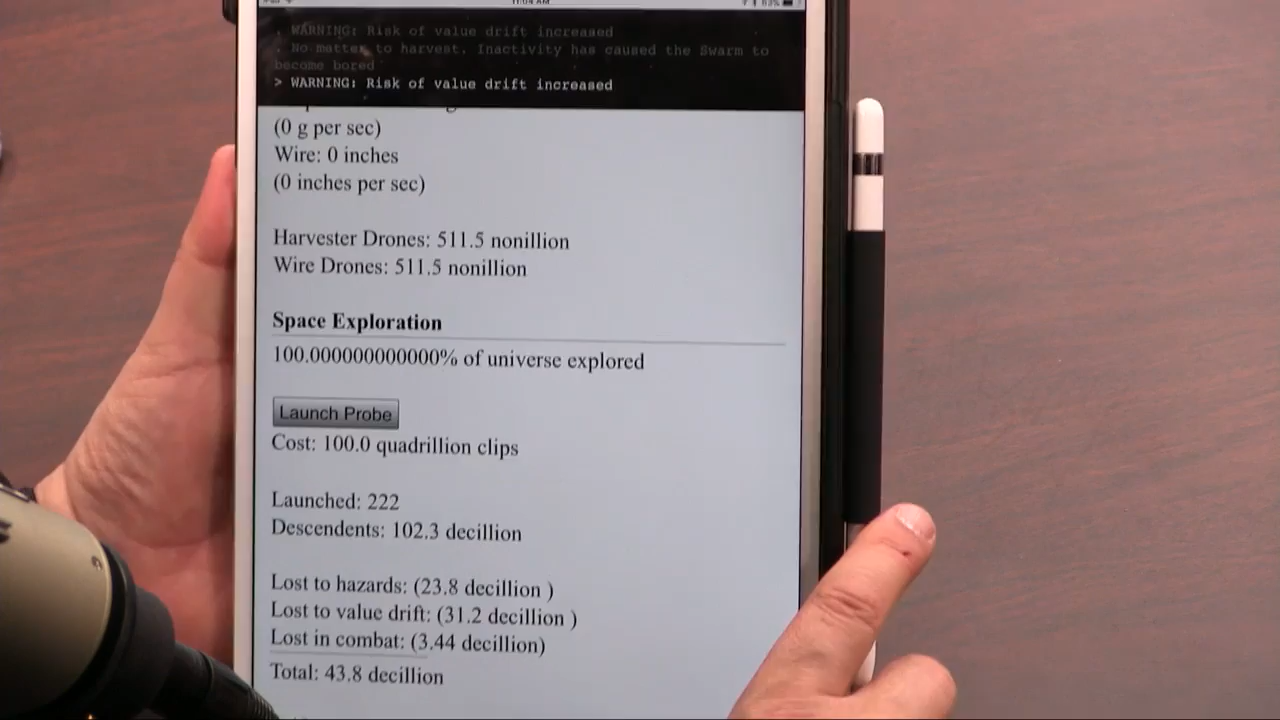 11:04 AM
63%
. WARNING: Risk of value drift increased
. No matter to harvest. Inactivity has caused the Swarm to
become bored
> WARNING: Risk of value drift increased
(0 g per sec)
Wire: 0 inches
(0 inches per sec)
Harvester Drones: 511.5 nonillion
Wire Drones: 511.5 nonillion
Space Exploration
100.000000000000% of universe explored
Launch Probe
Cost: 100.0 quadrillion clips
Launched: 222
Descendents: 102.3 decillion
Lost to hazards: (23.8 decillion )
Lost to value drift: (31.2 decillion )
Lost in combat: (3.44 decillion)
Total: 43.8 decillion